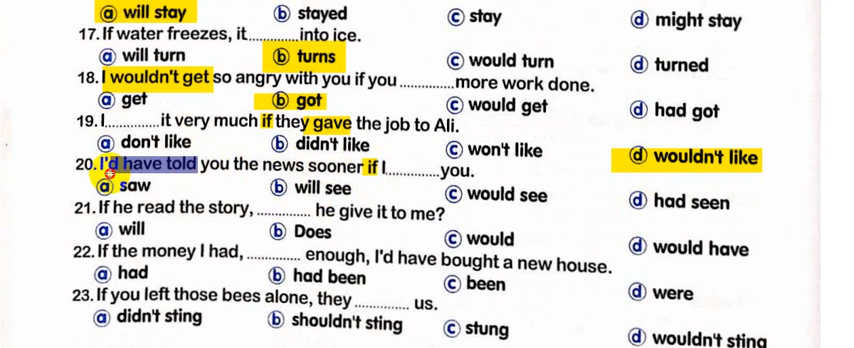 a will stay b stayed c stay d might stay
17. If water freezes, it.............into ice.
a will turn b turns c would turn d turned
18. I wouldn't get so angry with you if you ..............more work done.
a get b got c would get d had got
19. I..............it very much if they gave the job to Ali.
a don't like b didn't like c won't like d wouldn't like
20. I'd have told you the news sooner if I..............you.
a saw b will see c would see d had seen
21. If he read the story, .............. he give it to me?
a will b Does c would d would have
22. If the money I had, .............. enough, I'd have bought a new house.
a had b had been c been d were
23. If you left those bees alone, they .............. us.
a didn't sting b shouldn't sting c stung d wouldn't sting